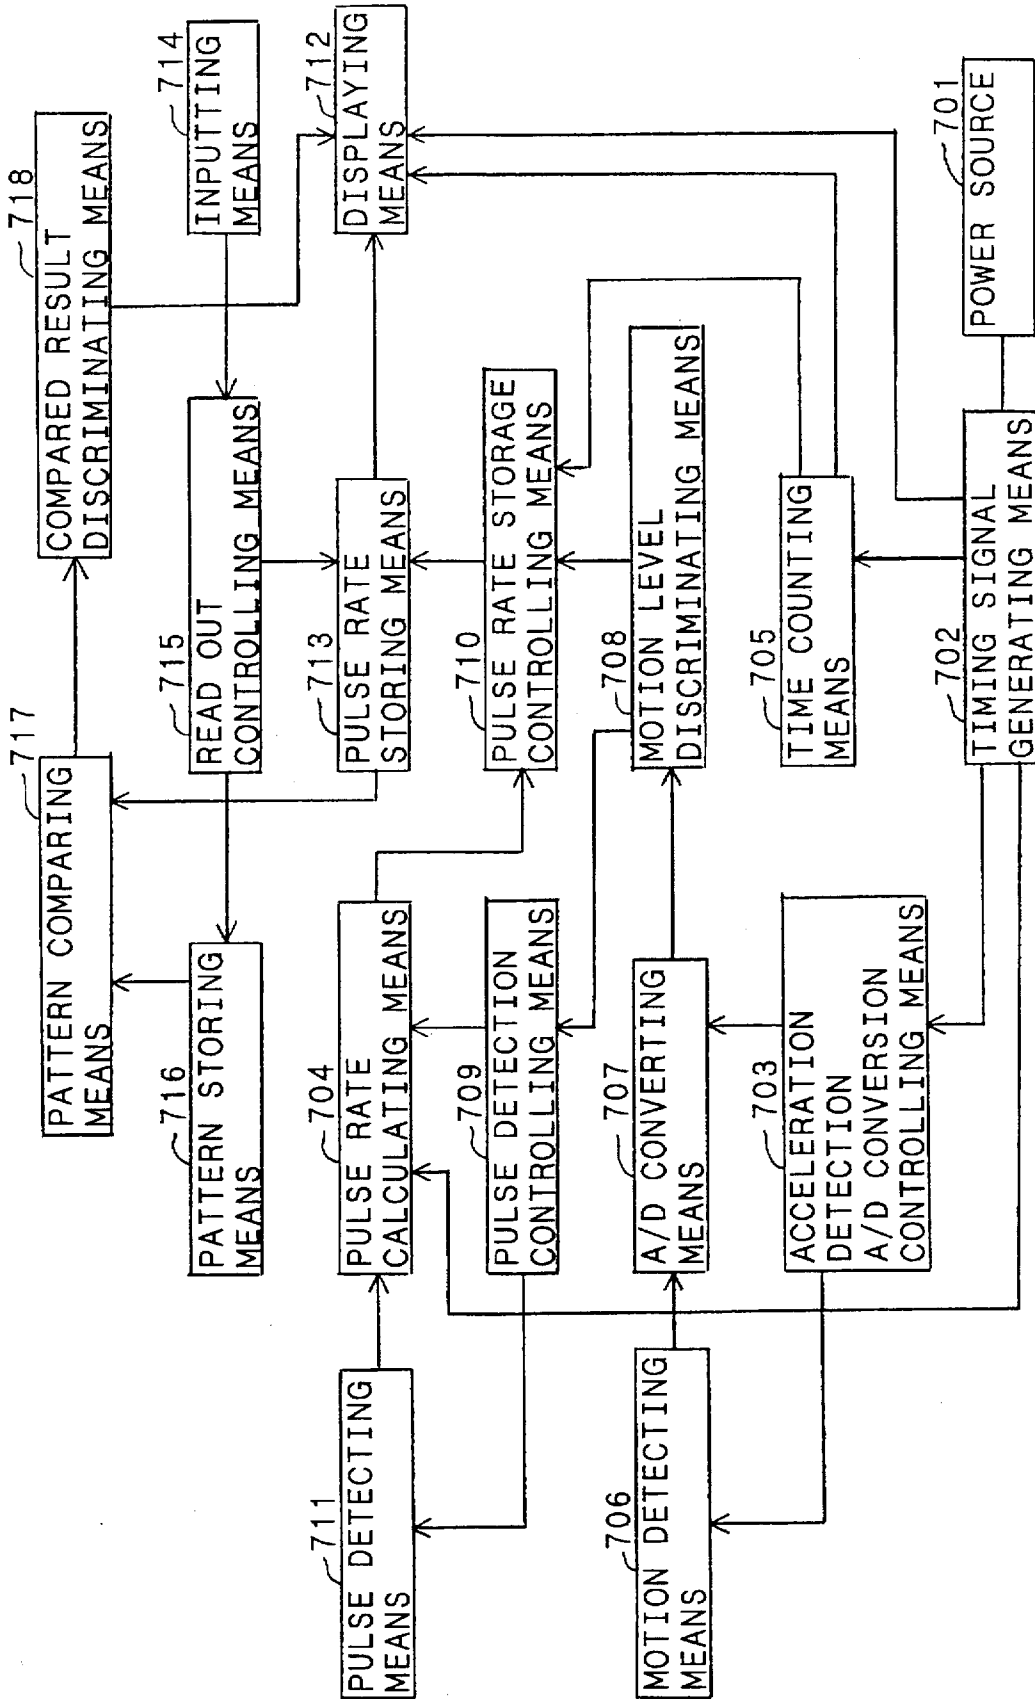 717
PATTERN COMPARING
MEANS
718
COMPARED RESULT
DISCRIMINATING MEANS
716
PATTERN STORING
MEANS
715
READ OUT
CONTROLLING MEANS
714
INPUTTING
MEANS
711
PULSE DETECTING
MEANS
704
PULSE RATE
CALCULATING MEANS
713
PULSE RATE
STORING MEANS
712
DISPLAYING
MEANS
709
PULSE DETECTION
CONTROLLING MEANS
710
PULSE RATE STORAGE
CONTROLLING MEANS
706
MOTION DETECTING
MEANS
707
A/D CONVERTING
MEANS
708
MOTION LEVEL
DISCRIMINATING MEANS
703
ACCELERATION
DETECTION
A/D CONVERSION
CONTROLLING MEANS
705
TIME COUNTING
MEANS
702
TIMING SIGNAL
GENERATING MEANS
701
POWER SOURCE